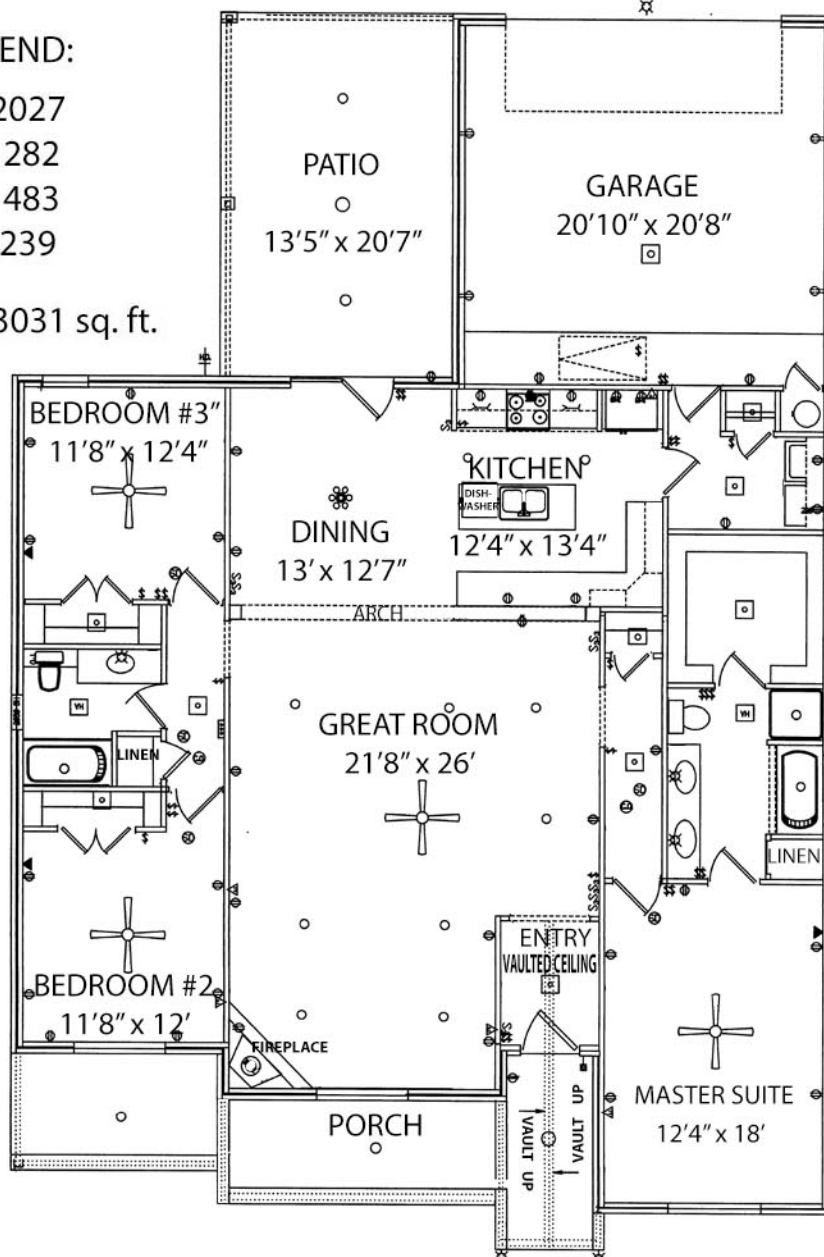 END:
2027
282
483
239
3031 sq. ft.
PATIO
13'5" x 20'7"
GARAGE
20'10" x 20'8"
BEDROOM #3"
11'8" x 12'4"
KITCHEN
DISH-
WASHER
12'4" x 13'4"
DINING
13' x 12'7"
ARCH
GREAT ROOM
21'8" x 26'
LINEN
VH
VH
LINEN
ENTRY
VAULTED CEILING
BEDROOM #2
11'8" x 12'
FIREPLACE
PORCH
VAULT UP
VAULT UP
MASTER SUITE
12'4" x 18'